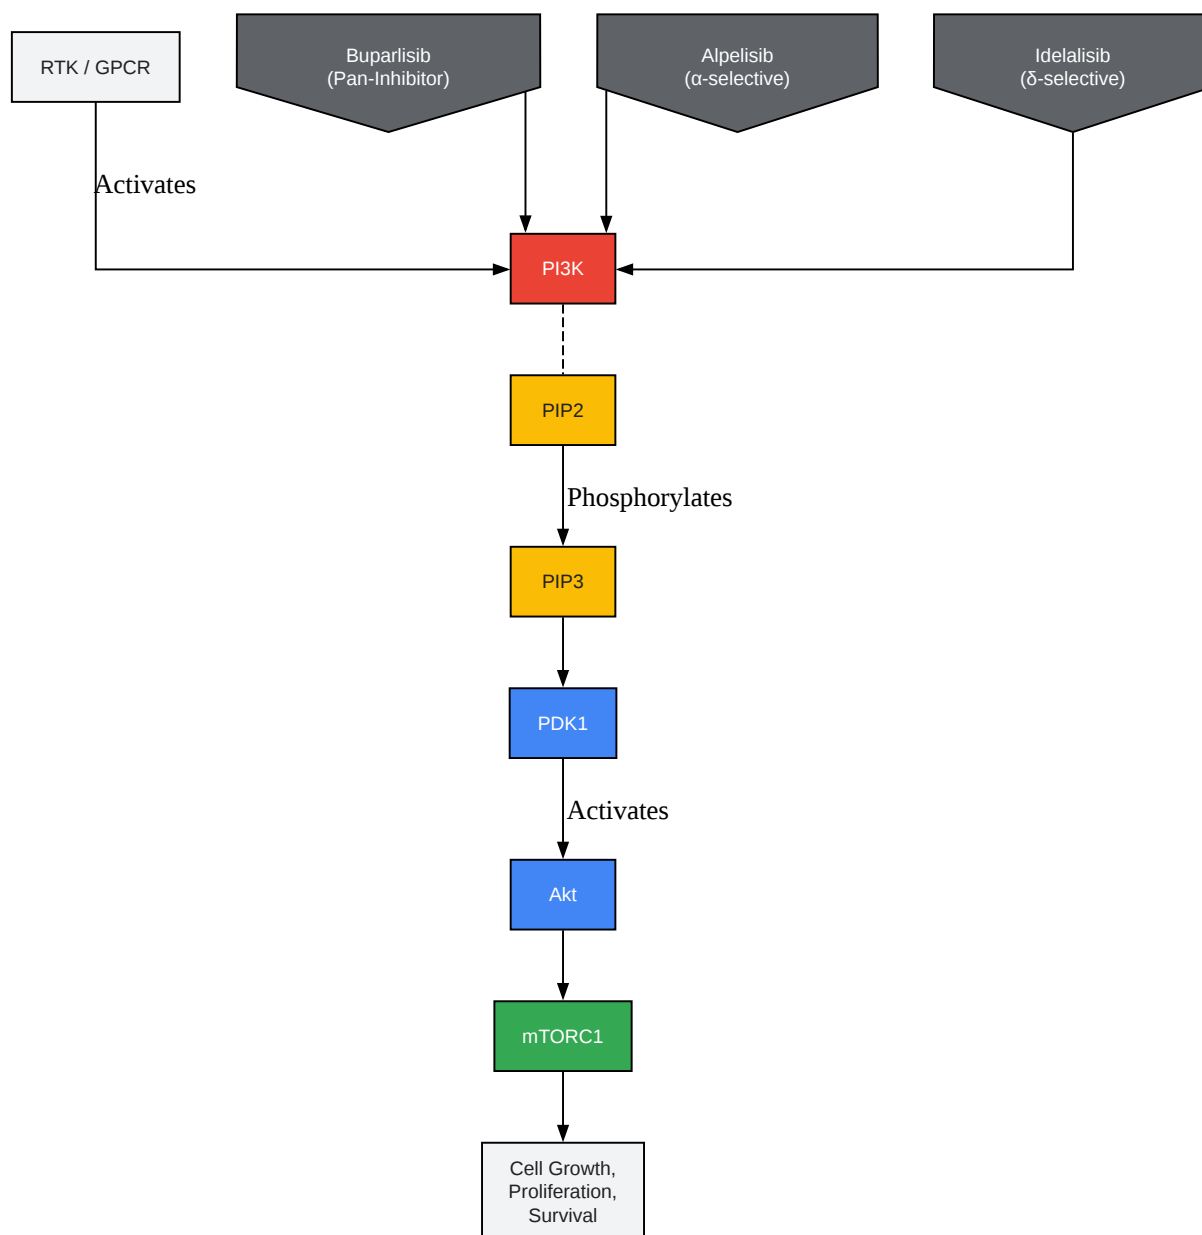 RTK / GPCR
Buparlisib
(Pan-Inhibitor)
Alpelisib
(α-selective)
Idelalisib
(δ-selective)
Activates
PI3K
PIP2
Phosphorylates
PIP3
PDK1
Activates
Akt
mTORC1
Cell Growth,
Proliferation,
Survival